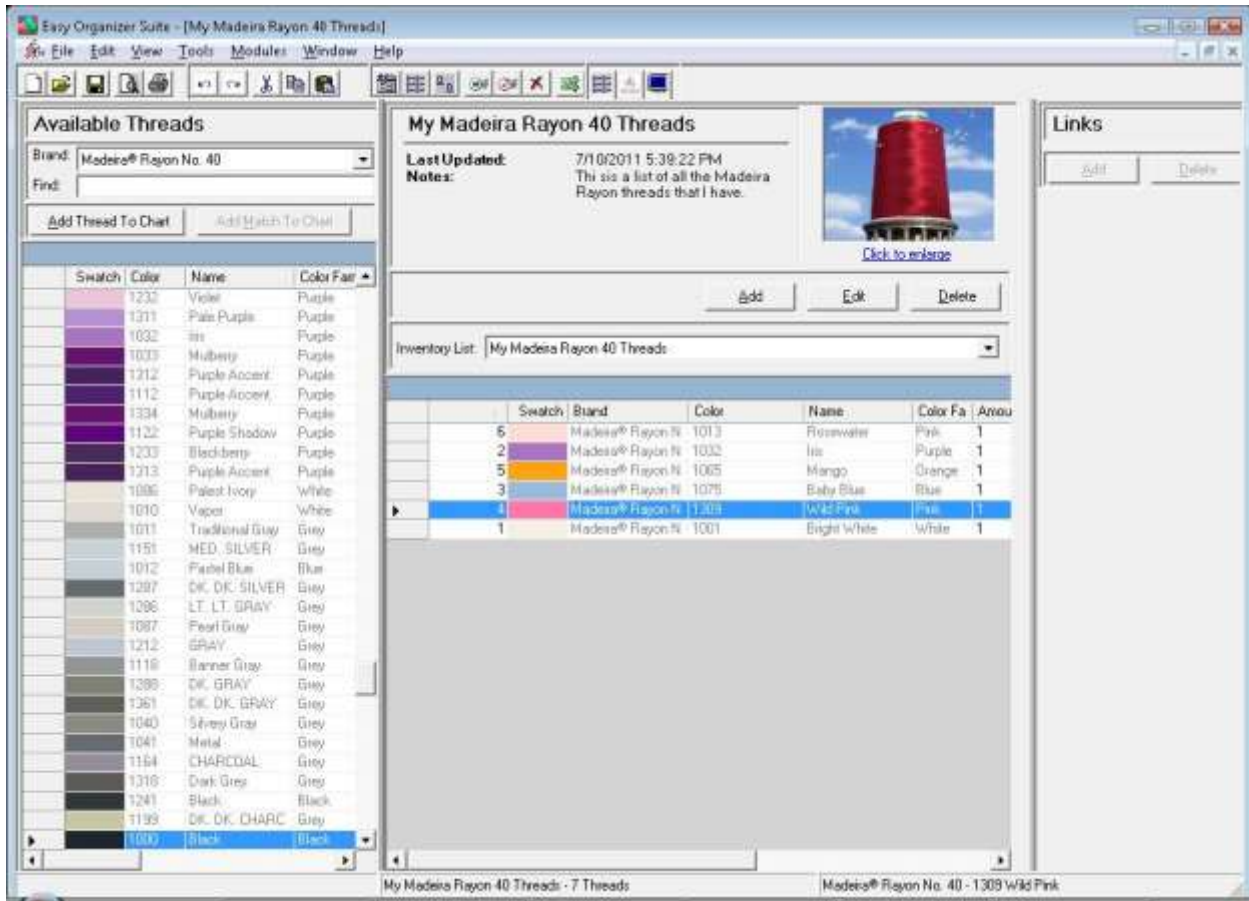 Easy Organizer Suite - [My Madeira Rayon 40 Threads]
File Edit View Tools Modules Window Help
Available Threads
Brand: Madeira® Rayon No. 40
Find:
Add Thread To Chart Add Match To Chart
Swatch Color Name Color Fam
1232 Violet Purple
1311 Pale Purple Purple
1032 Iris Purple
1033 Mulberry Purple
1212 Purple Accent Purple
1112 Purple Accent Purple
1334 Mulberry Purple
1122 Purple Shadow Purple
1233 Blackberry Purple
1313 Purple Accent Purple
1086 Palest Ivory White
1010 Vapor White
1011 Traditional Gray Grey
1151 MED. SILVER Grey
1012 Pastel Blue Blue
1287 DK. DK. SILVER Grey
1286 LT. LT. GRAY Grey
1087 Pearl Gray Grey
1212 GRAY Grey
1118 Banner Gray Grey
1288 DK. GRAY Grey
1361 DK. DK. GRAY Grey
1040 Silvery Gray Grey
1041 Metal Grey
1164 CHARCOAL Grey
1318 Dark Grey Grey
1241 Black Black
1199 DK. DK. CHARC Grey
1000 Black Black
My Madeira Rayon 40 Threads
Last Updated: 7/10/2011 5:39:22 PM
Notes: Thi sis a list of all the Madeira
Rayon threads that I have.
Click to enlarge
Add Edit Delete
Inventory List: My Madeira Rayon 40 Threads
Swatch Brand Color Name Color Fa Amou
6 Madeira® Rayon N 1013 Rosewater Pink 1
2 Madeira® Rayon N 1032 Iris Purple 1
5 Madeira® Rayon N 1065 Mango Orange 1
3 Madeira® Rayon N 1075 Baby Blue Blue 1
4 Madeira® Rayon N 1309 Wild Pink Pink 1
1 Madeira® Rayon N 1001 Bright White White 1
Links
Add Delete
My Madeira Rayon 40 Threads - 7 Threads
Madeira® Rayon No. 40 - 1309 Wild Pink